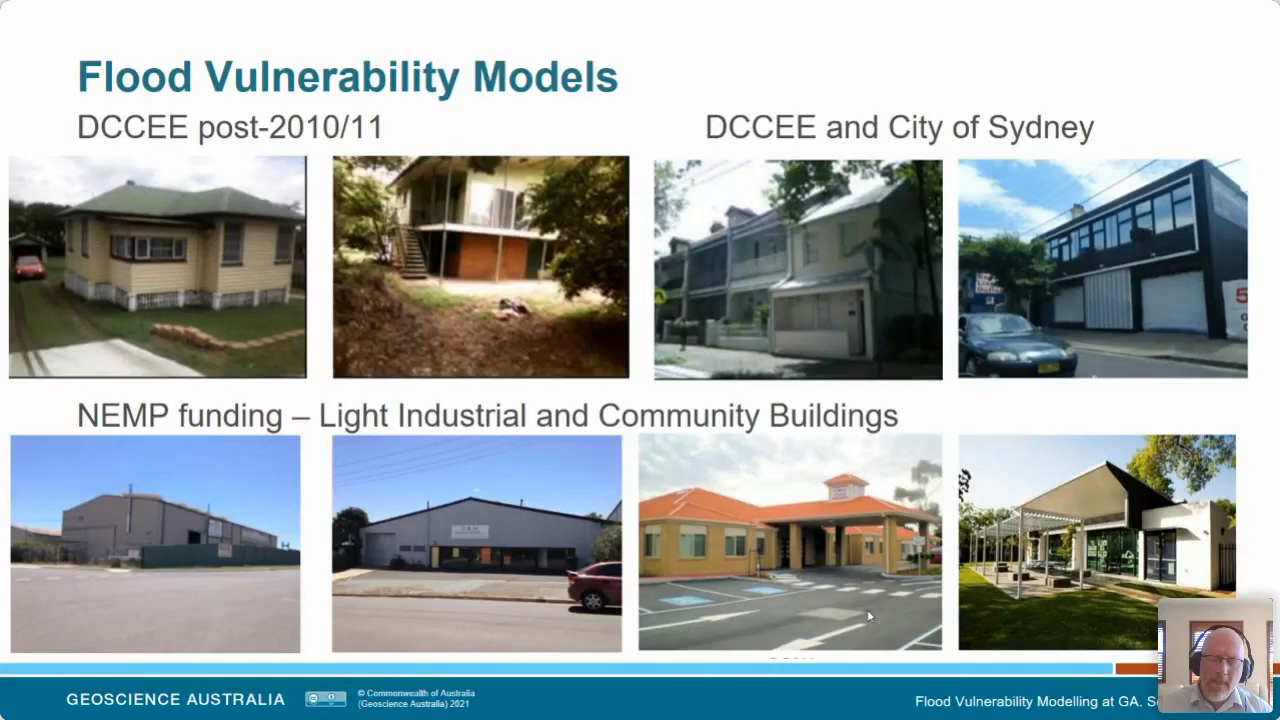 Flood Vulnerability Models
DCCEE post-2010/11
DCCEE and City of Sydney
NEMP funding – Light Industrial and Community Buildings
GEOSCIENCE AUSTRALIA
© Commonwealth of Australia
(Geoscience Australia) 2021
Flood Vulnerability Modelling at GA.